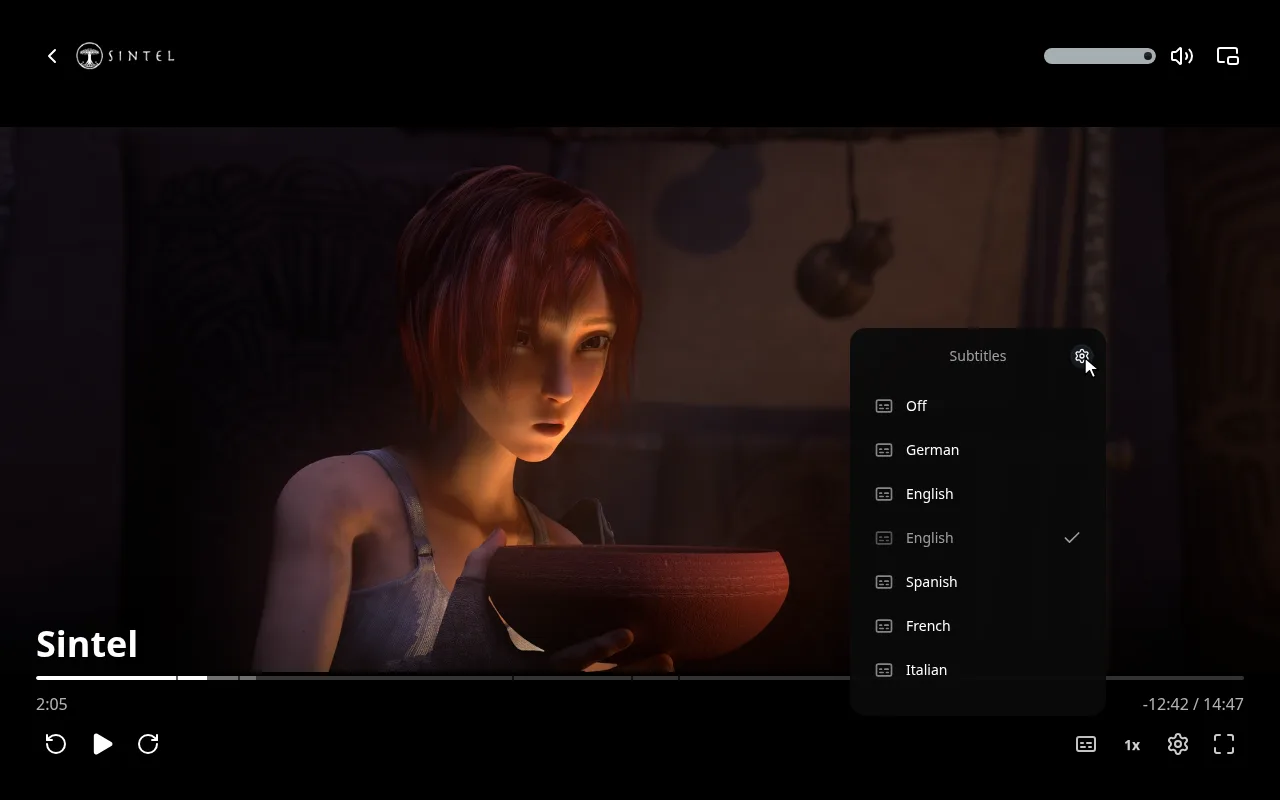 SINTEL
Subtitles
Off
German
English
English
Spanish
French
Italian
Sintel
2:05
-12:42 / 14:47
1x